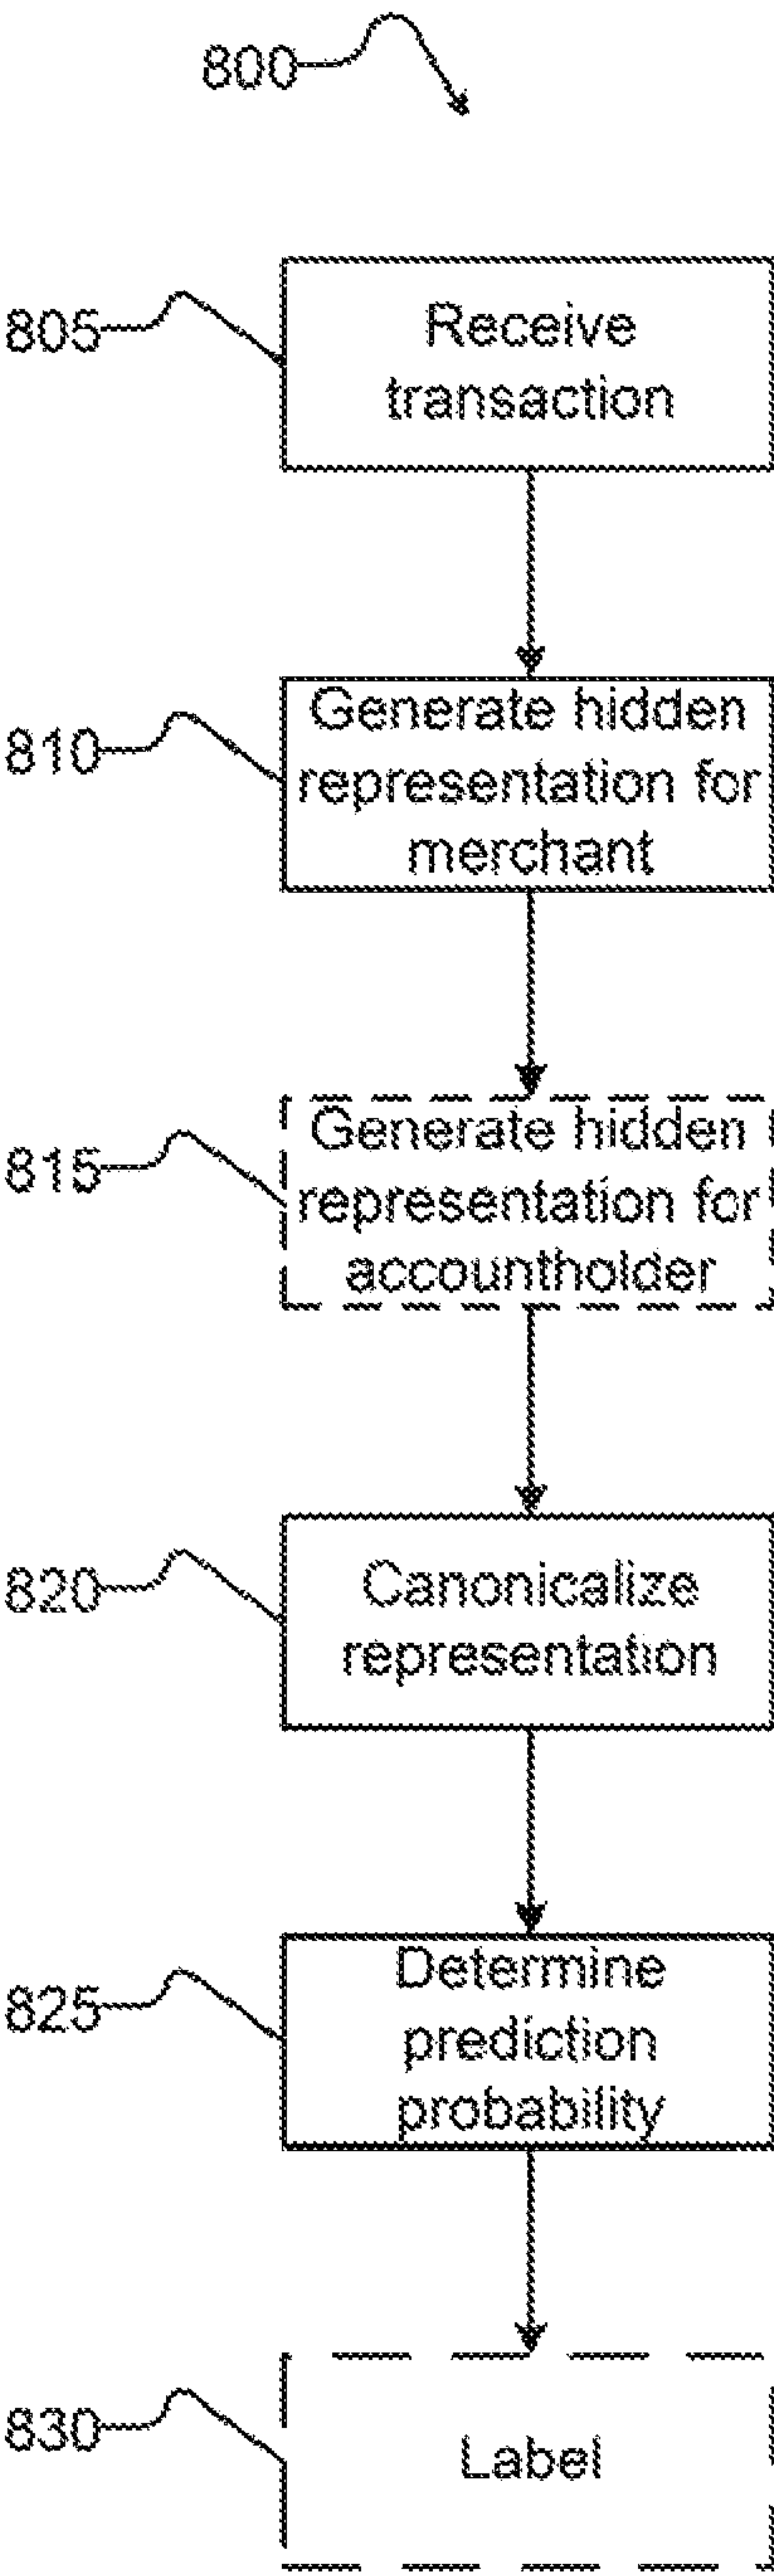 800
805
Receive
transaction
810
Generate hidden
representation for
merchant
815
Generate hidden
representation for
accountholder
820
Canonicalize
representation
825
Determine
prediction
probability
830
Label